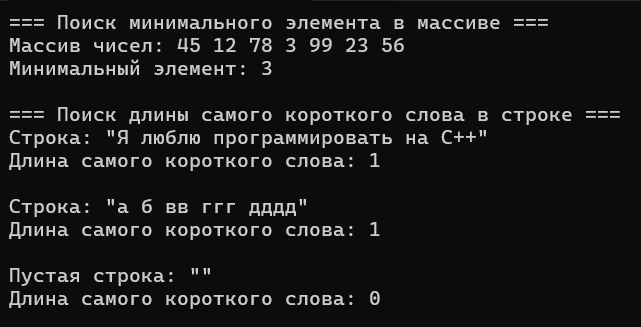 === Поиск минимального элемента в массиве ===
Массив чисел: 45 12 78 3 99 23 56
Минимальный элемент: 3
=== Поиск длины самого короткого слова в строке ===
Строка: "Я люблю программировать на C++"
Длина самого короткого слова: 1
Строка: "а б вв ггг дддд"
Длина самого короткого слова: 1
Пустая строка: ""
Длина самого короткого слова: 0